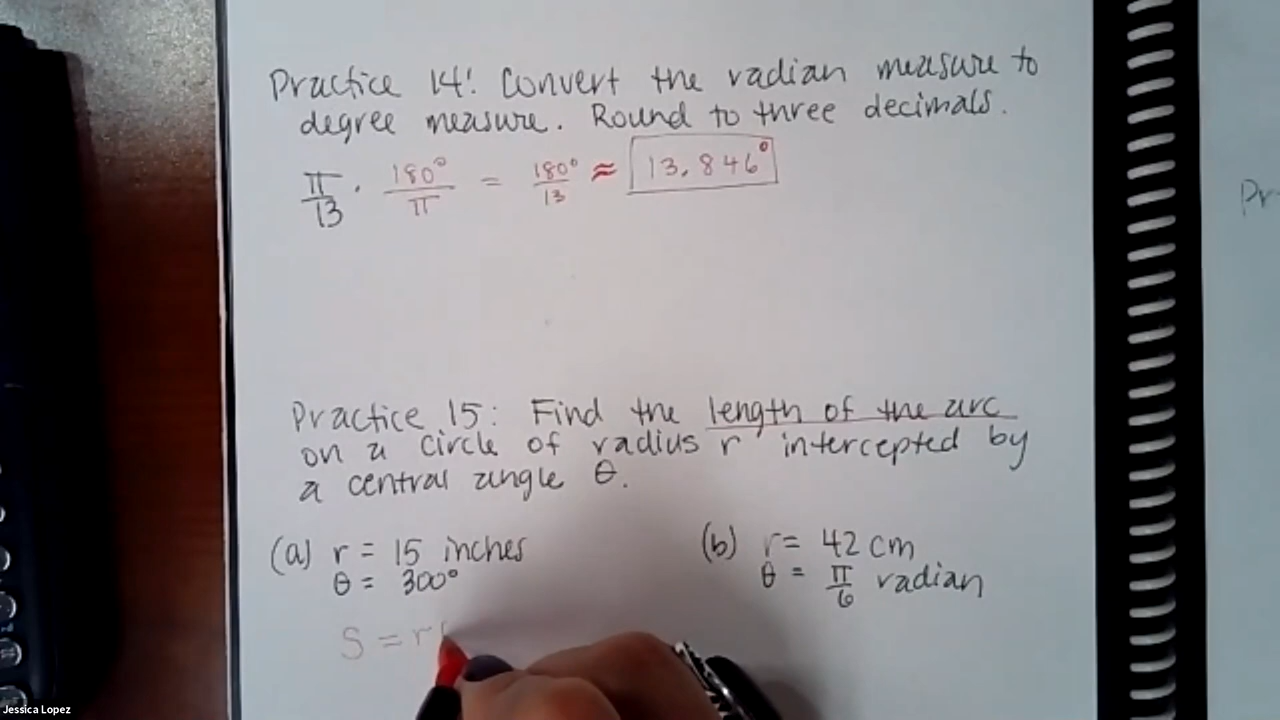 Practice 14: Convert the radian measure to
degree measure. Round to three decimals.
π/13 · 180°/π = 180°/13 ≈ 13.846°
Practice 15: Find the length of the arc
on a circle of radius r intercepted by
a central angle θ.
(a) r = 15 inches
θ = 300°
(b) r = 42 cm
θ = π/6 radian
S = r
Pr
Jessica Lopez